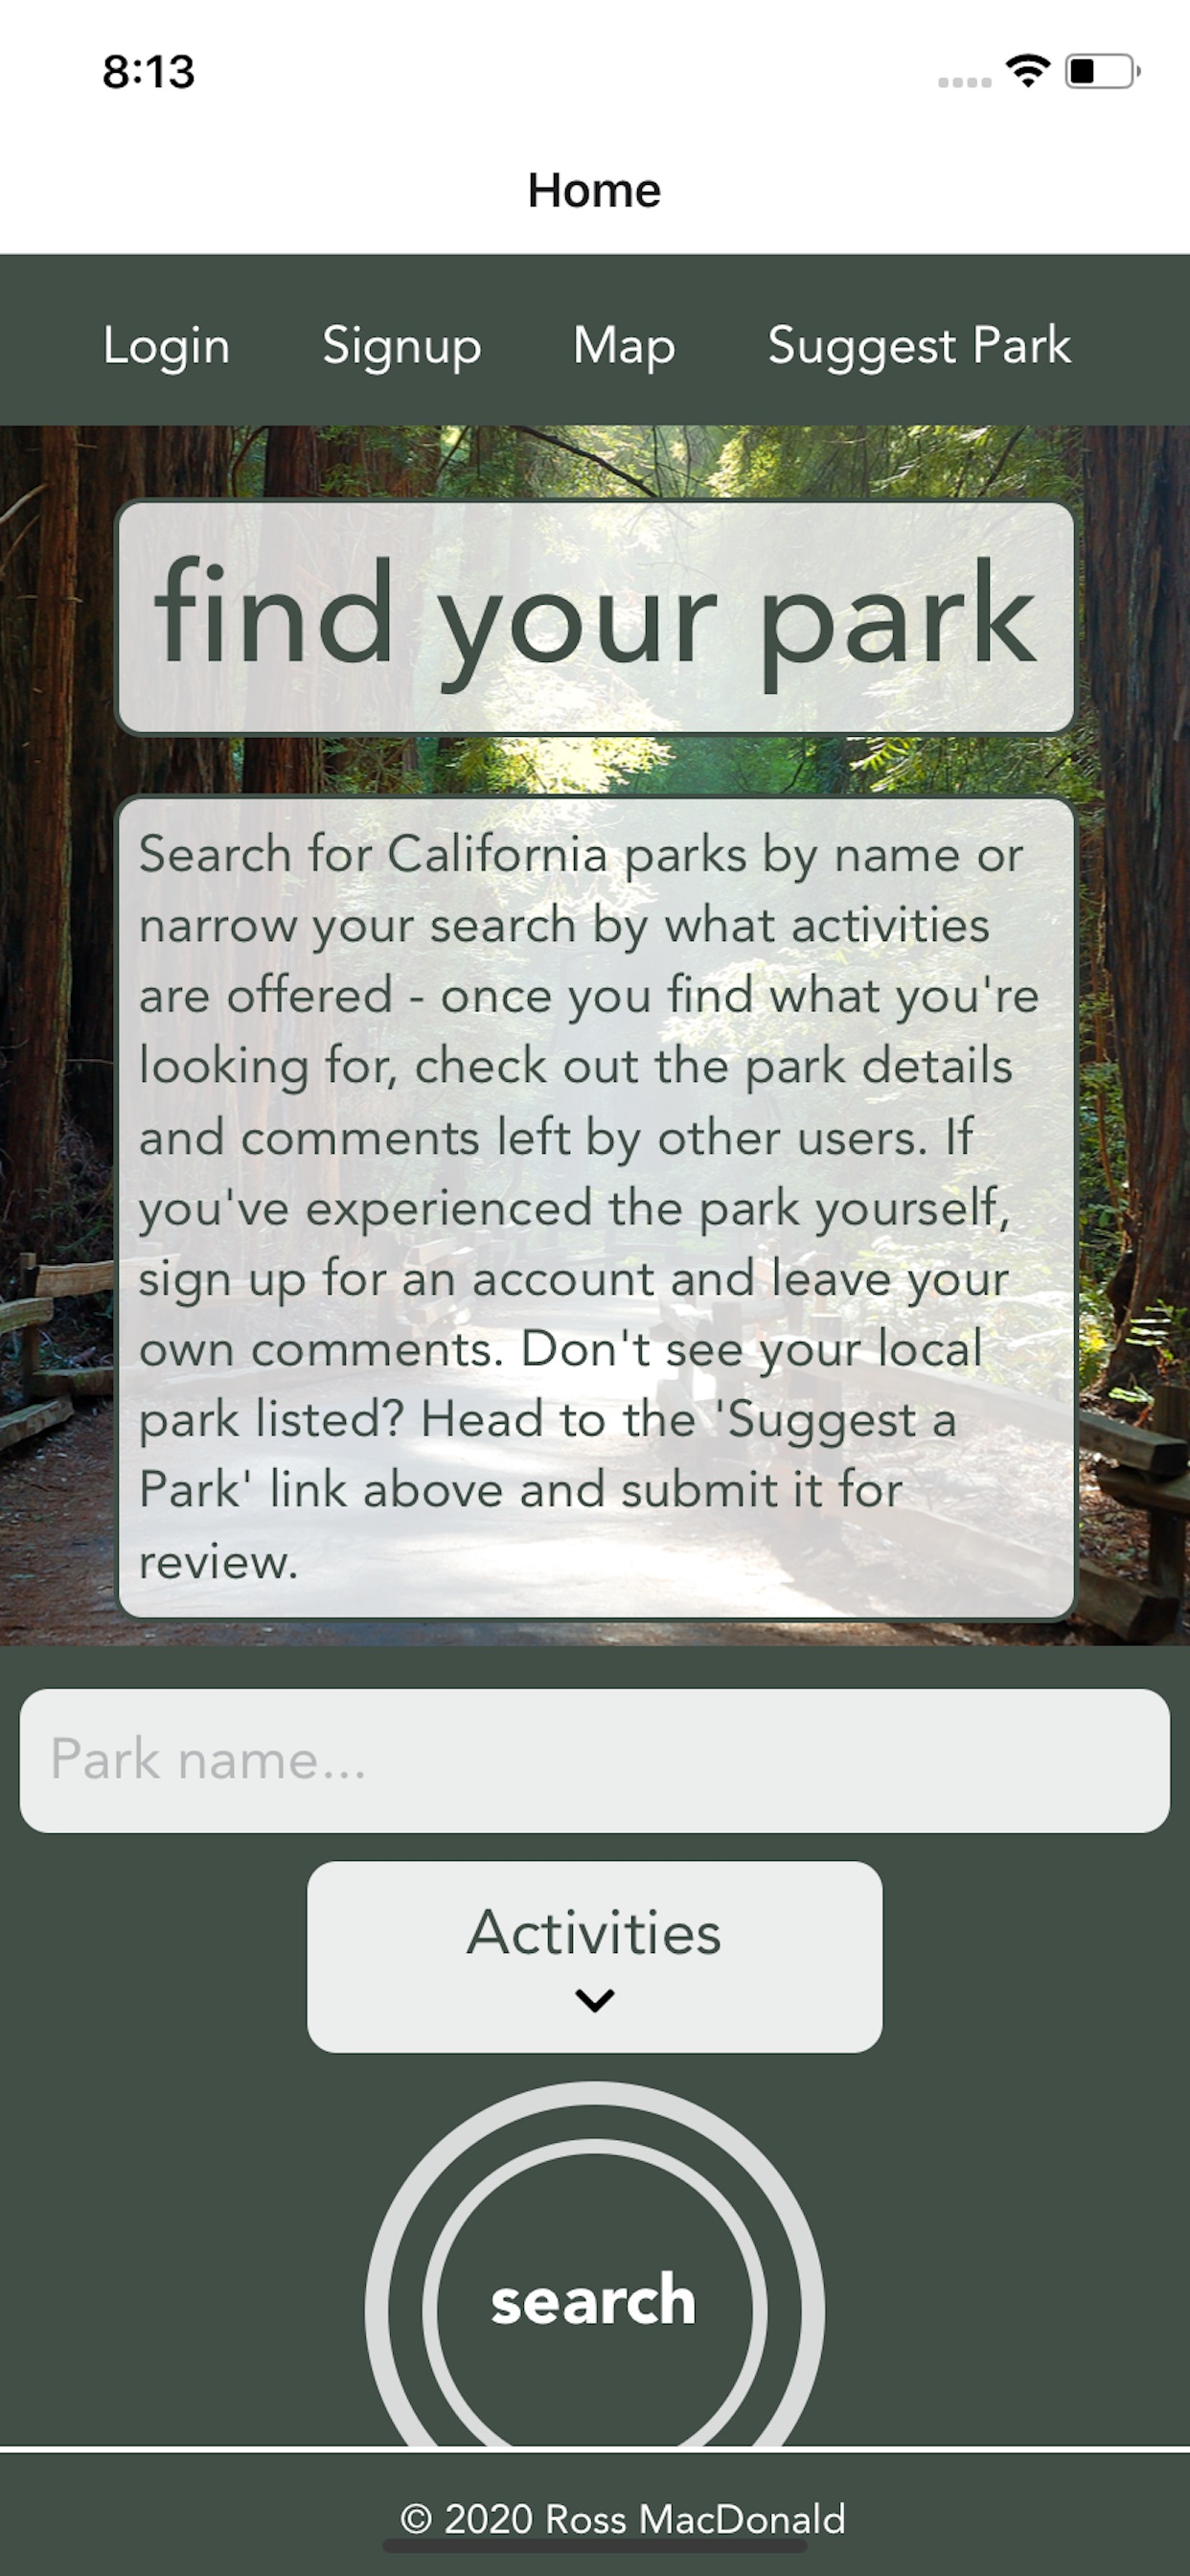 8:13
Home
Login Signup Map Suggest Park
find your park
Search for California parks by name or
narrow your search by what activities
are offered - once you find what you're
looking for, check out the park details
and comments left by other users. If
you've experienced the park yourself,
sign up for an account and leave your
own comments. Don't see your local
park listed? Head to the 'Suggest a
Park' link above and submit it for
review.
Park name...
Activities
search
© 2020 Ross MacDonald